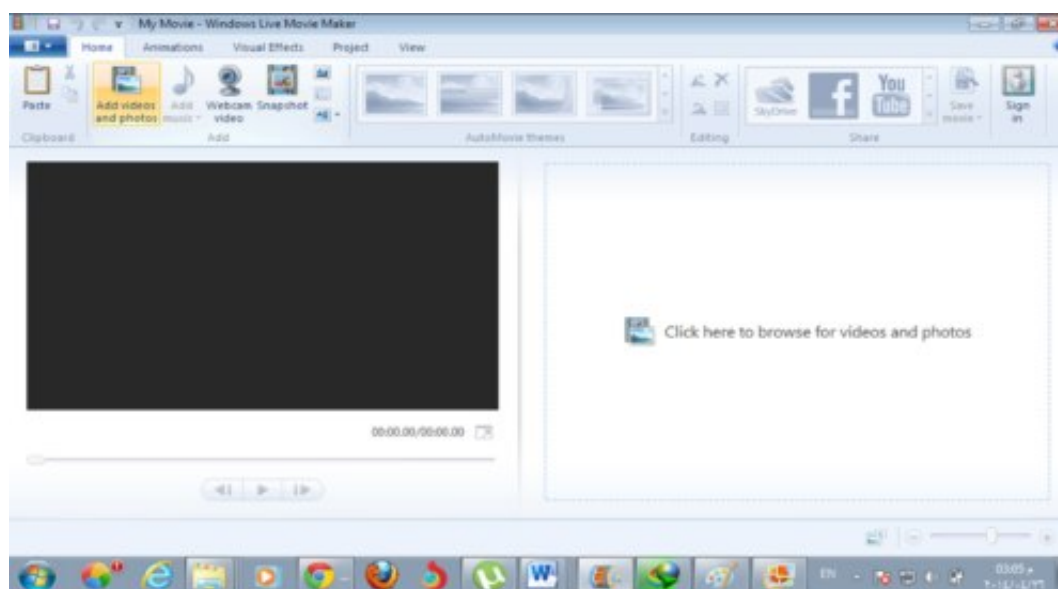 My Movie - Windows Live Movie Maker
Home Animations Visual Effects Project View
Paste
Add videos and photos
Add music
Webcam video
Snapshot
SkyDrive
You Tube
Save movie
Sign in
Clipboard Add AutoMovie themes Editing Share
Click here to browse for videos and photos
00:00.00/00:00.00
EN
03:05 م